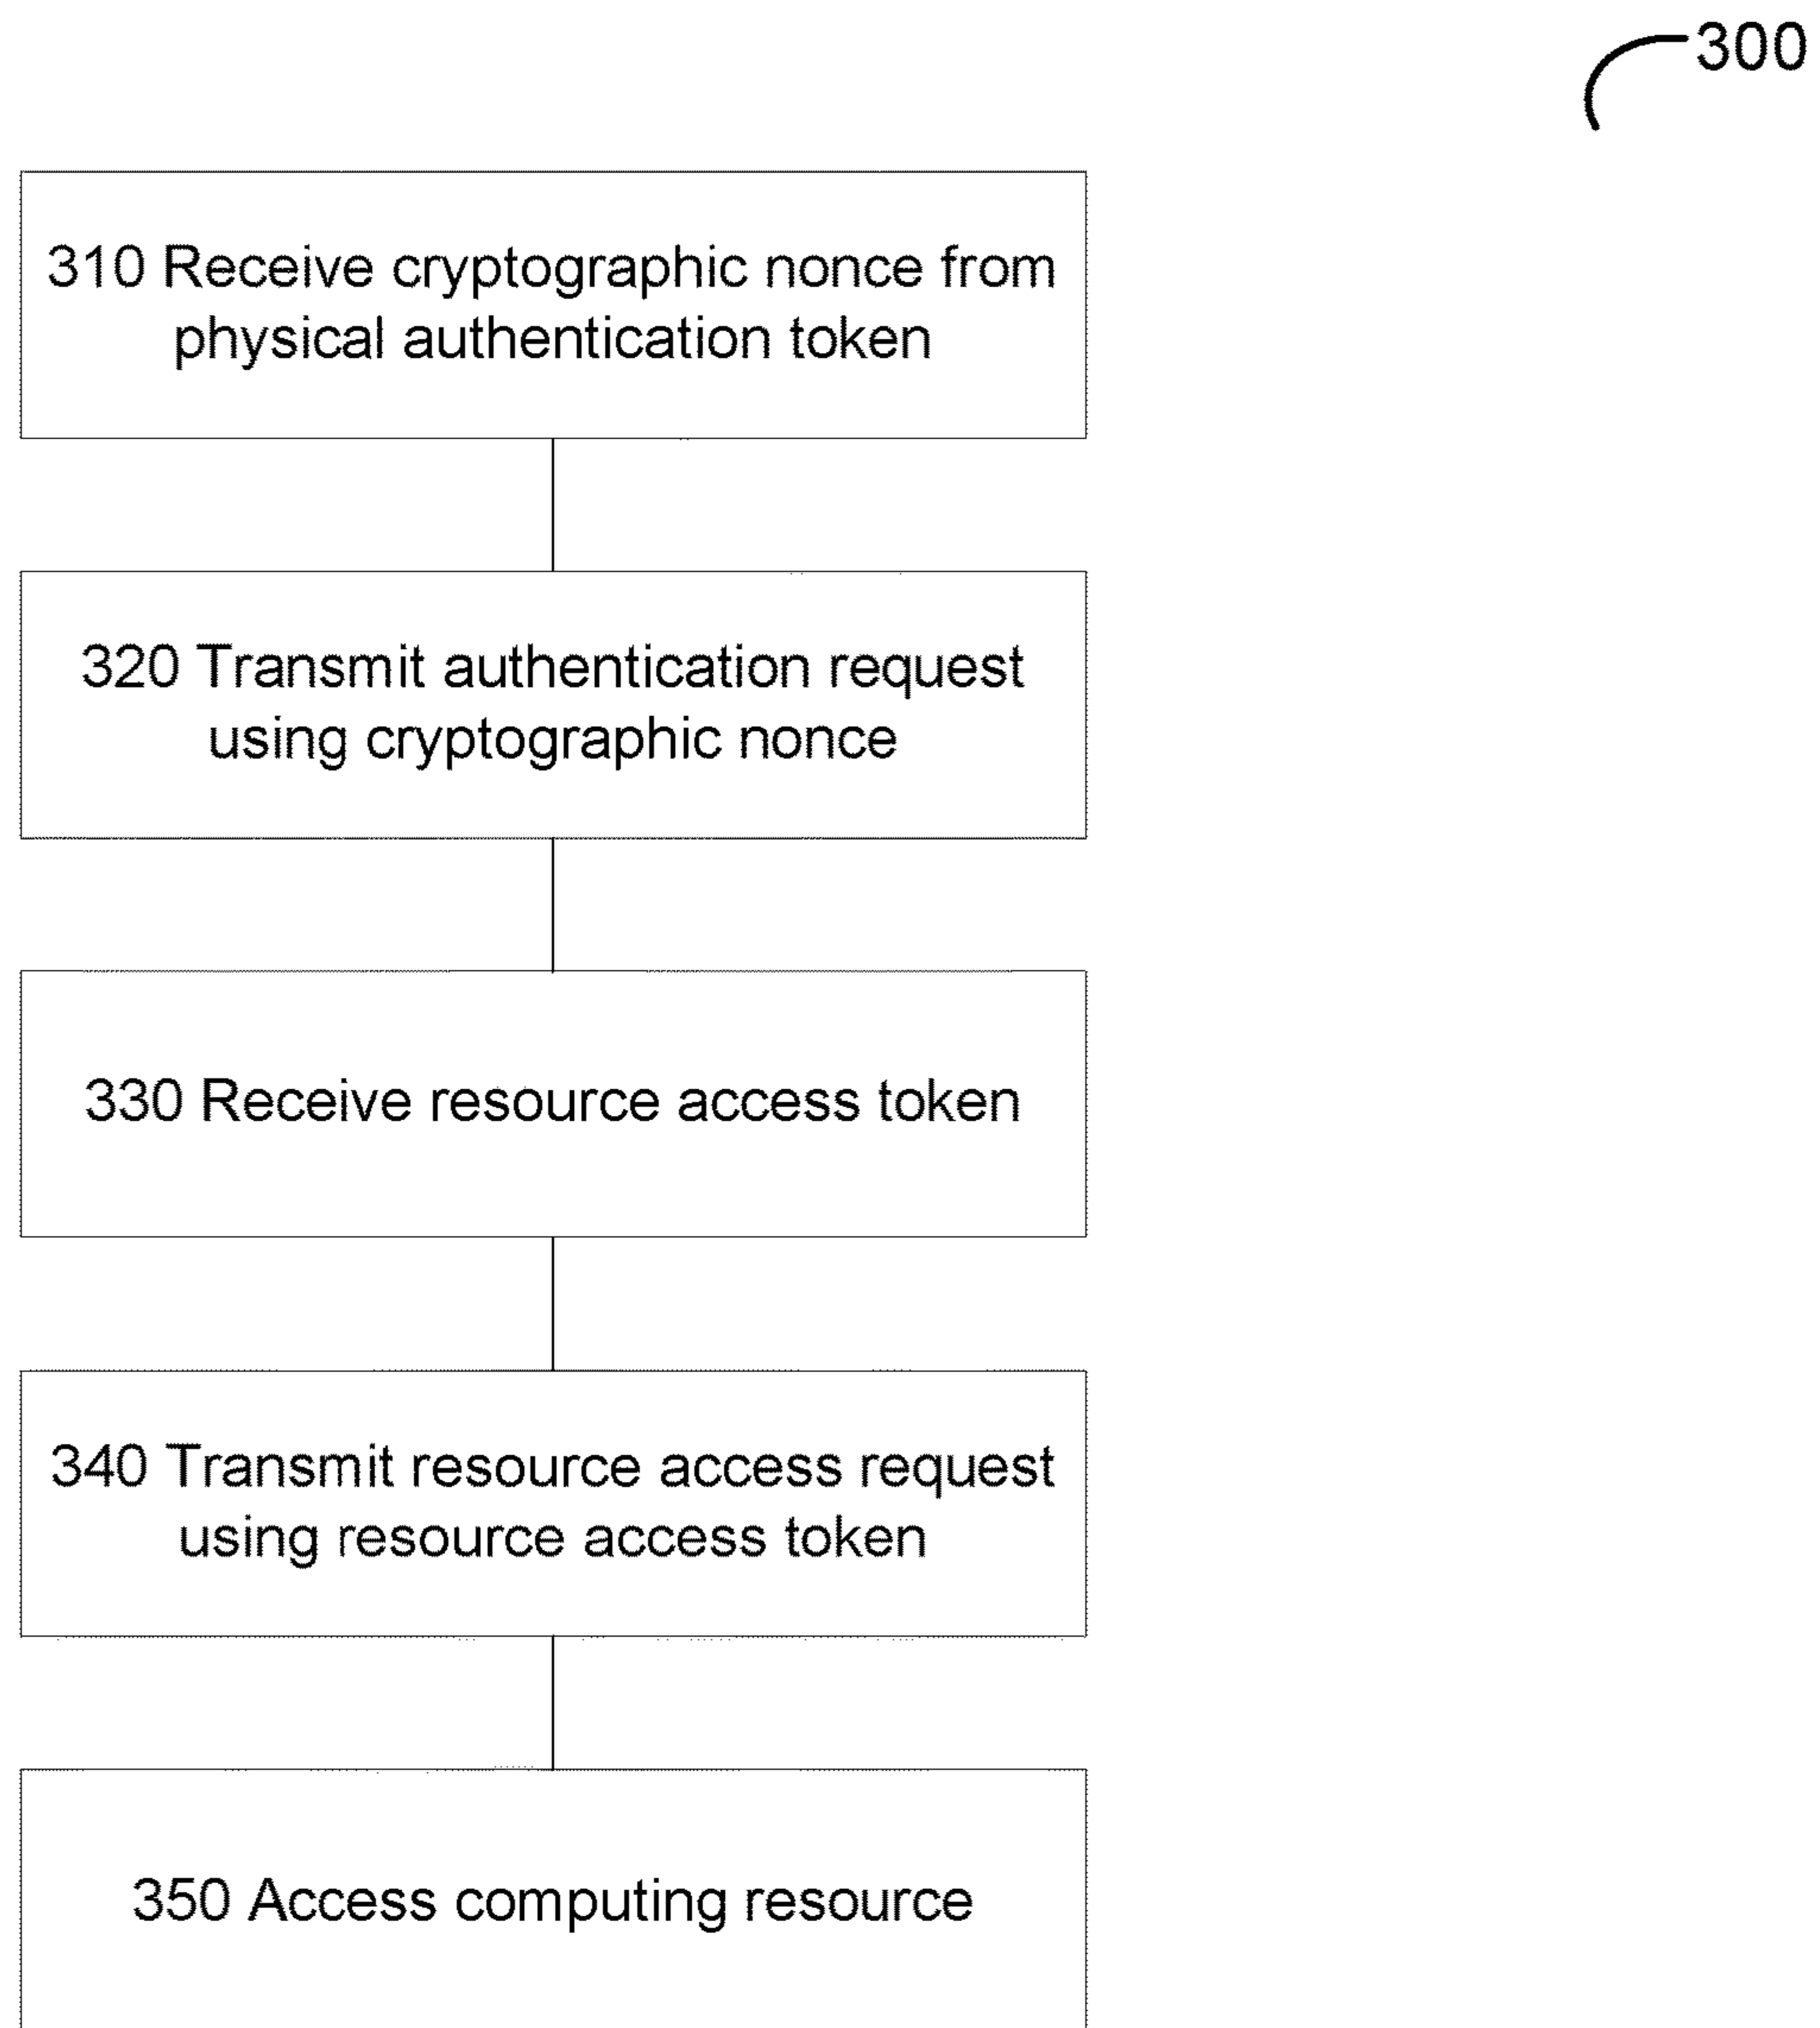 300
310 Receive cryptographic nonce from
physical authentication token
320 Transmit authentication request
using cryptographic nonce
330 Receive resource access token
340 Transmit resource access request
using resource access token
350 Access computing resource